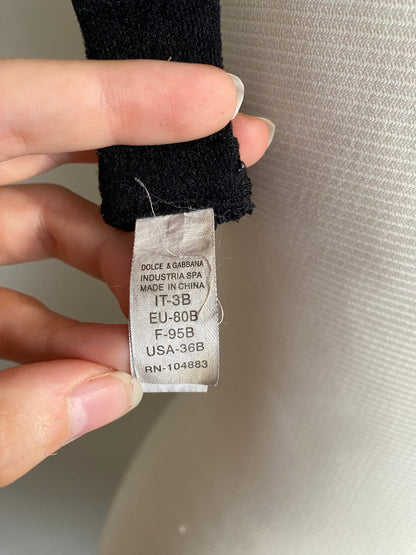 DOLCE & GABBANA
INDUSTRIA SPA
MADE IN CHINA
IT-3B
EU-80B
F-95B
USA-36B
RN-104883